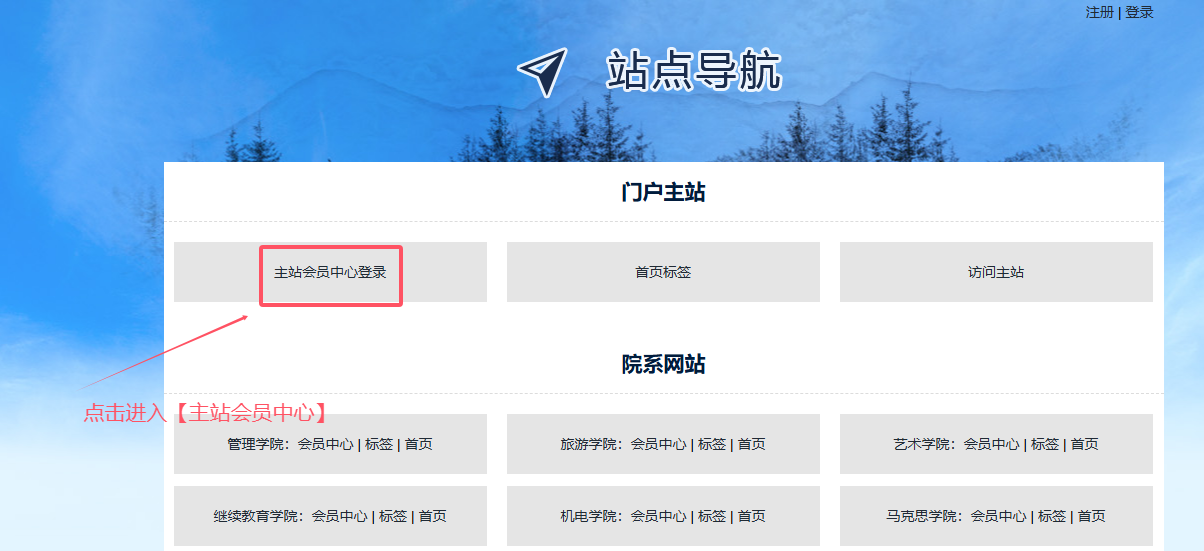 注册 | 登录
站点导航
门户主站
主站会员中心登录
首页标签
访问主站
院系网站
点击进入【主站会员中心】
管理学院：会员中心 | 标签 | 首页
旅游学院：会员中心 | 标签 | 首页
艺术学院：会员中心 | 标签 | 首页
继续教育学院：会员中心 | 标签 | 首页
机电学院：会员中心 | 标签 | 首页
马克思学院：会员中心 | 标签 | 首页